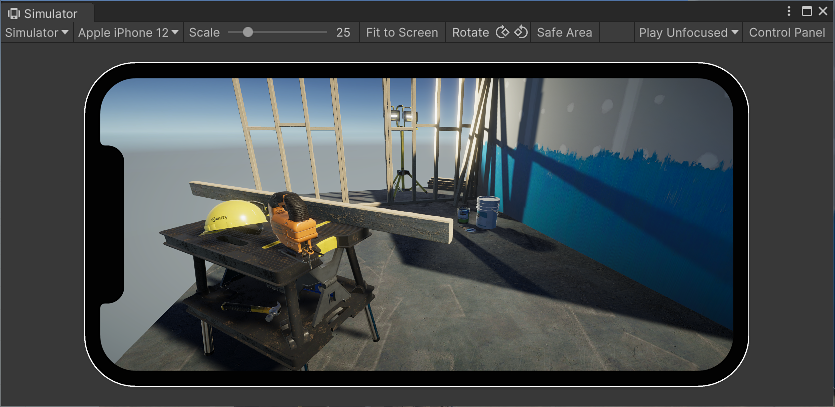 Simulator
Simulator Apple iPhone 12 Scale 25 Fit to Screen Rotate Safe Area Play Unfocused Control Panel